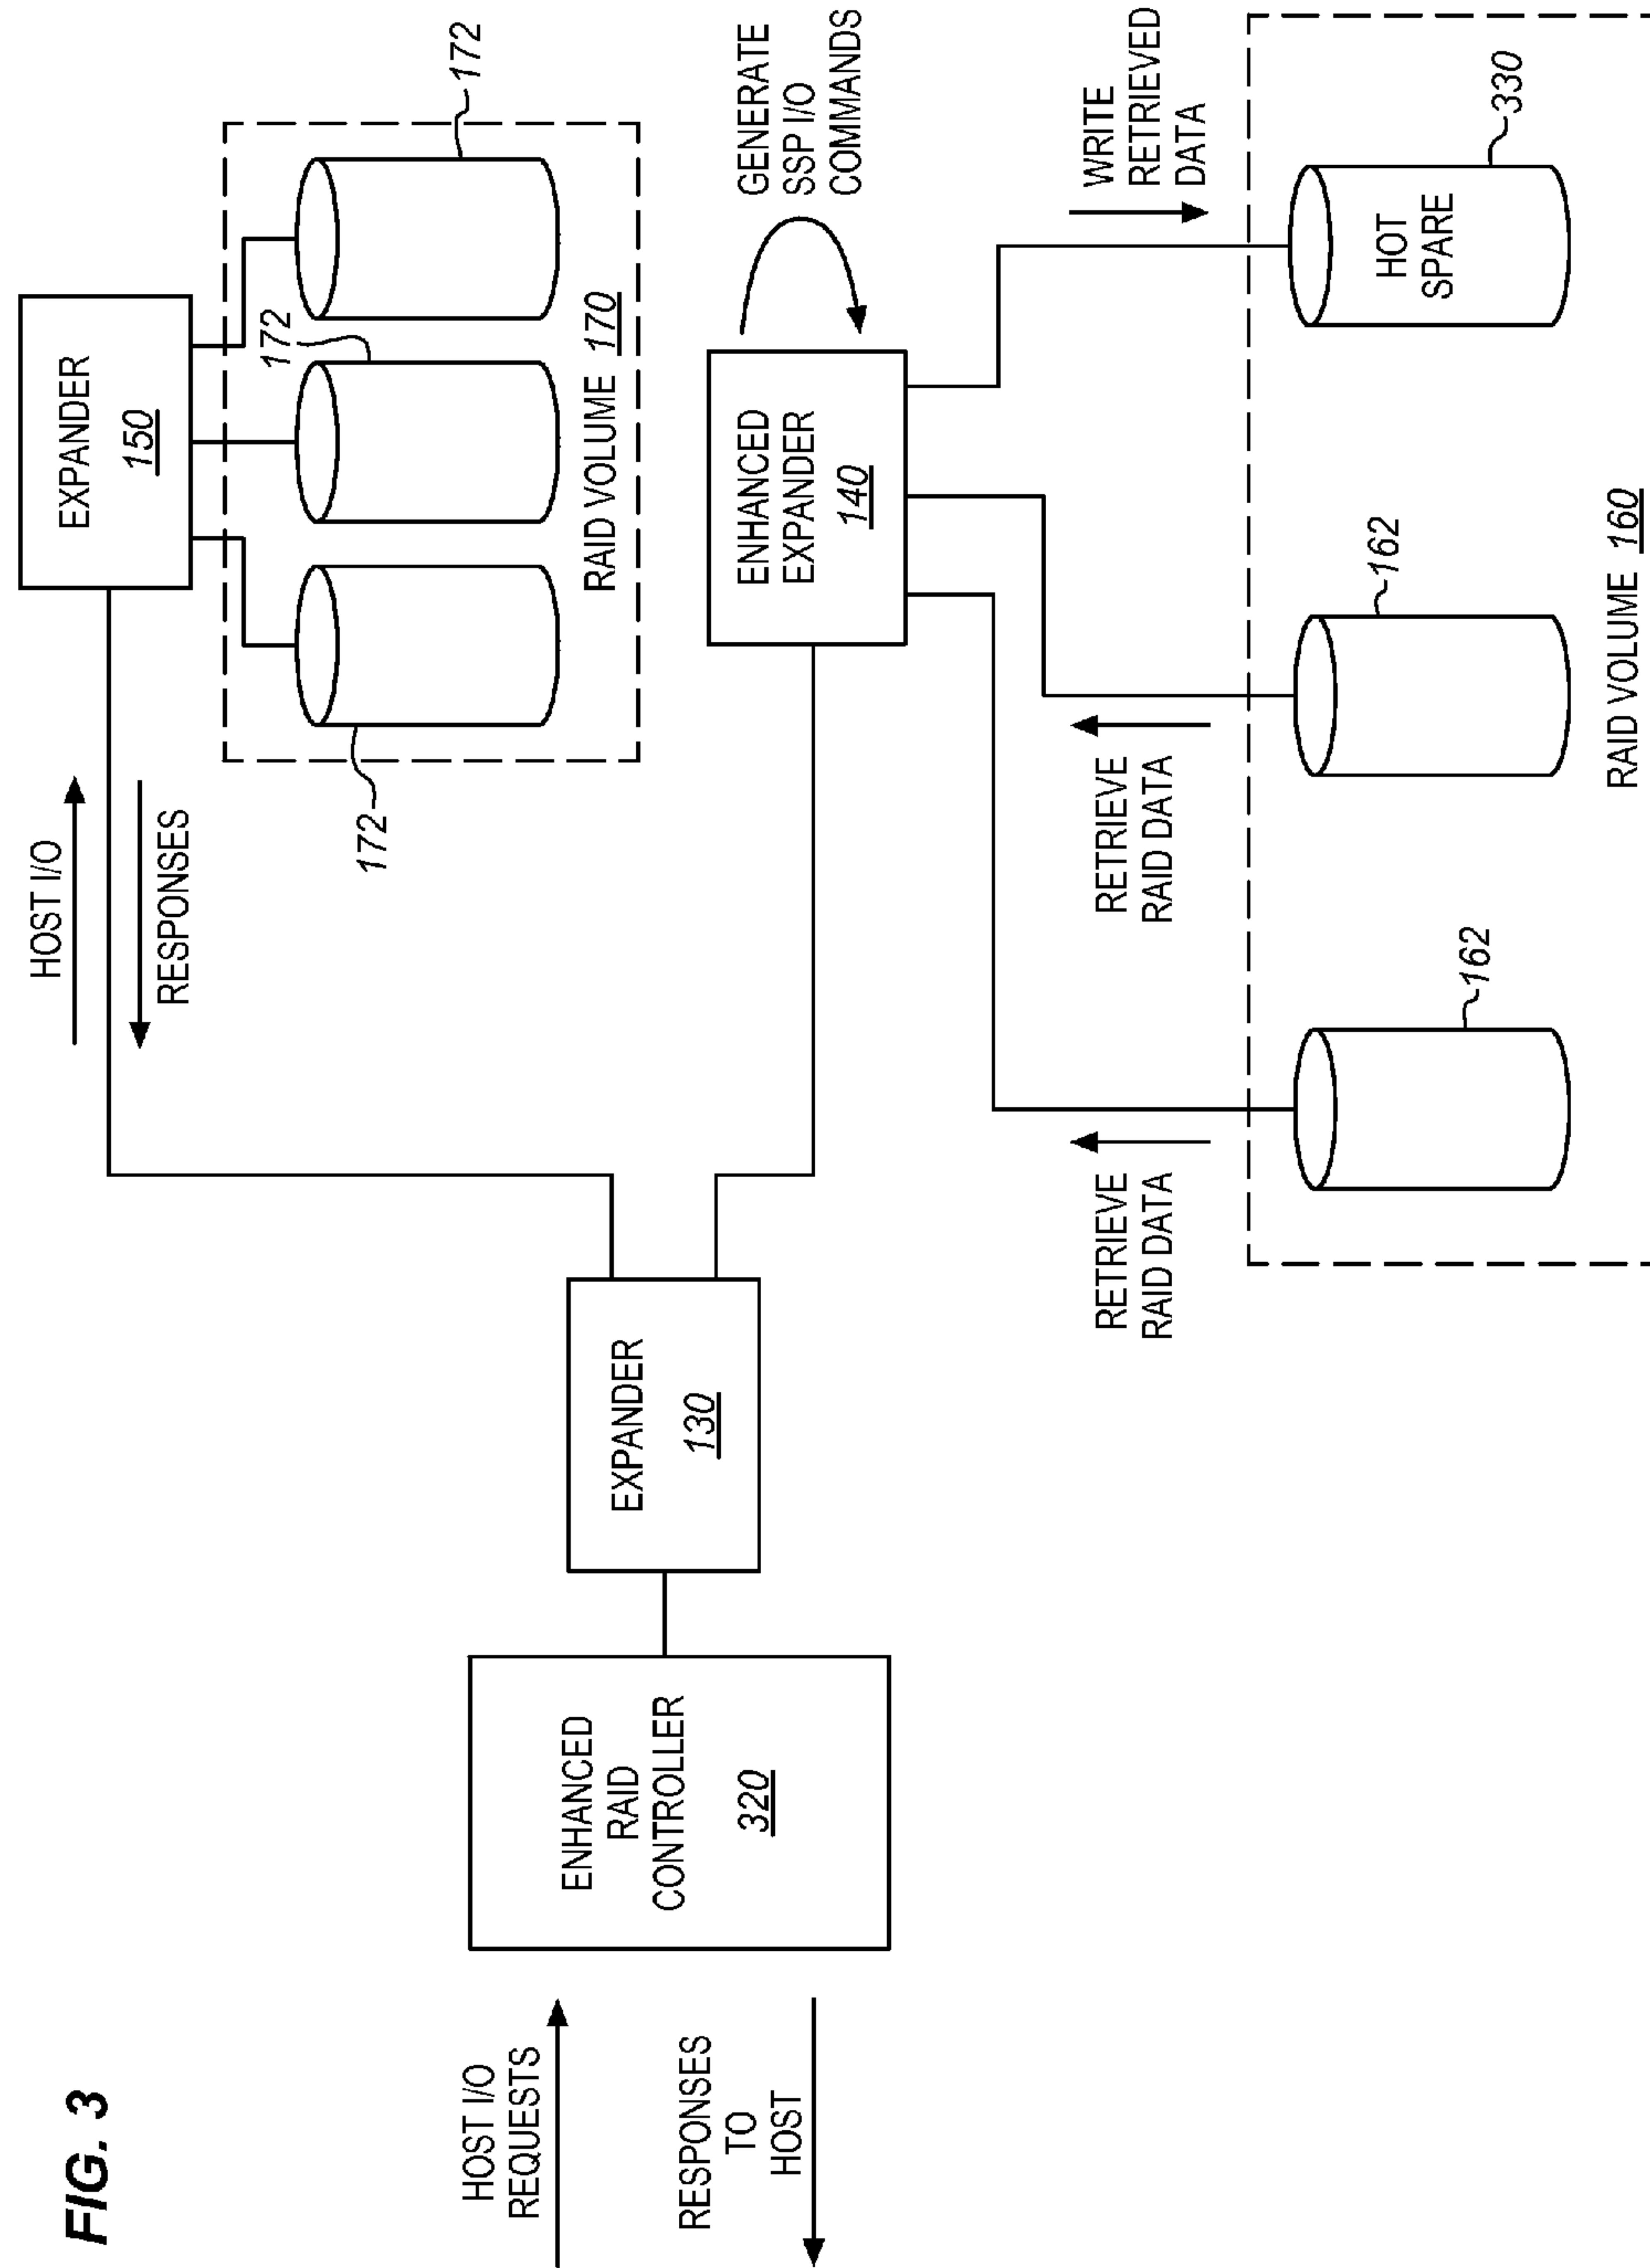 FIG. 3
HOST I/O
REQUESTS
RESPONSES
TO
HOST
ENHANCED
RAID
CONTROLLER
320
EXPANDER
130
HOST I/O
RESPONSES
EXPANDER
150
172
172
172
RAID VOLUME 170
ENHANCED
EXPANDER
140
GENERATE
SSP I/O
COMMANDS
RETRIEVE
RAID DATA
RETRIEVE
RAID DATA
WRITE
RETRIEVED
DATA
162
162
HOT
SPARE
330
RAID VOLUME 160